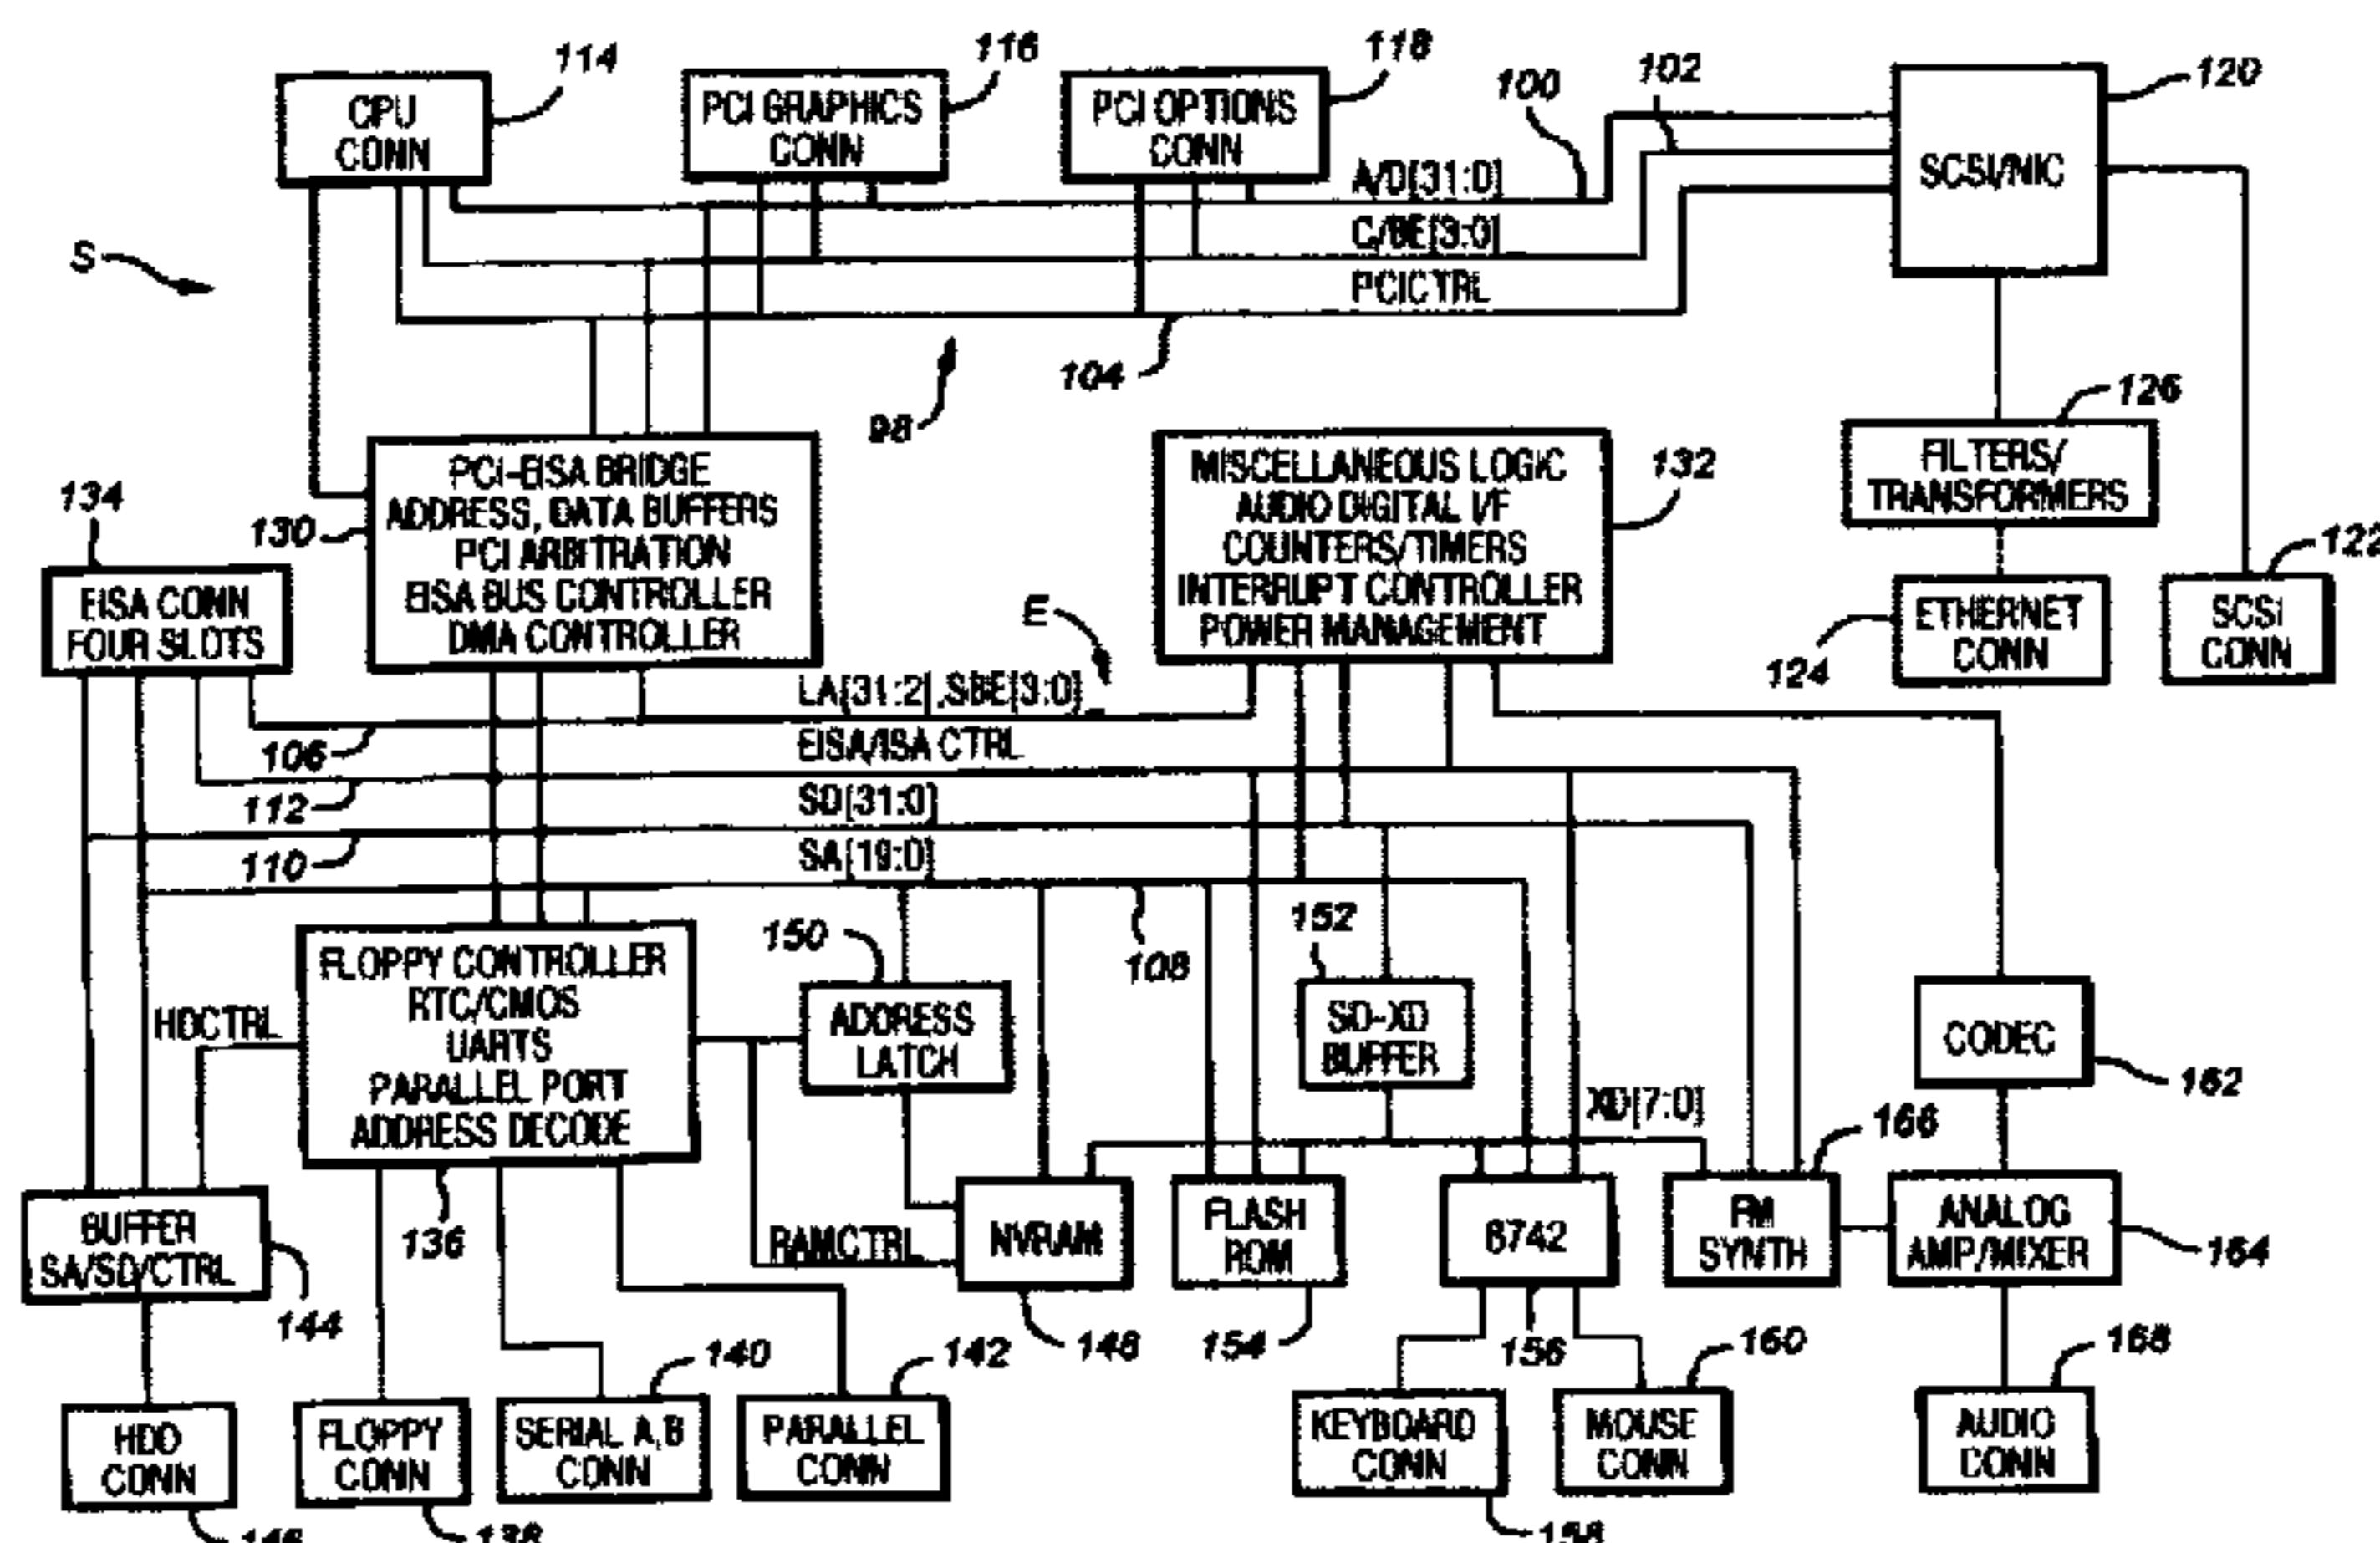 114
116
118
100
102
120
CPU
CONN
PCI GRAPHICS
CONN
PCI OPTIONS
CONN
SCSI/NIC
A/D[31:0]
C/BE[3:0]
PCICTRL
S
104
98
126
FILTERS/
TRANSFORMERS
134
130
PCI-EISA BRIDGE
ADDRESS, DATA BUFFERS
PCI ARBITRATION
EISA BUS CONTROLLER
DMA CONTROLLER
MISCELLANEOUS LOGIC
AUDIO DIGITAL I/F
COUNTERS/TIMERS
INTERRUPT CONTROLLER
POWER MANAGEMENT
132
122
EISA CONN
FOUR SLOTS
E
ETHERNET
CONN
124
SCSI
CONN
LA[31:2],SBE[3:0]
106
EISA/ISA CTRL
112
SD[31:0]
110
SA[19:0]
108
150
152
FLOPPY CONTROLLER
RTC/CMOS
UARTS
PARALLEL PORT
ADDRESS DECODE
HDCTRL
ADDRESS
LATCH
SD-XD
BUFFER
CODEC
162
XD[7:0]
166
BUFFER
SA/SD/CTRL
144
136
RAMCTRL
NVRAM
148
FLASH
ROM
154
8742
156
FM
SYNTH
ANALOG
AMP/MIXER
164
140
142
160
168
HDD
CONN
FLOPPY
CONN
SERIAL A,B
CONN
PARALLEL
CONN
KEYBOARD
CONN
MOUSE
CONN
AUDIO
CONN
146
138
158